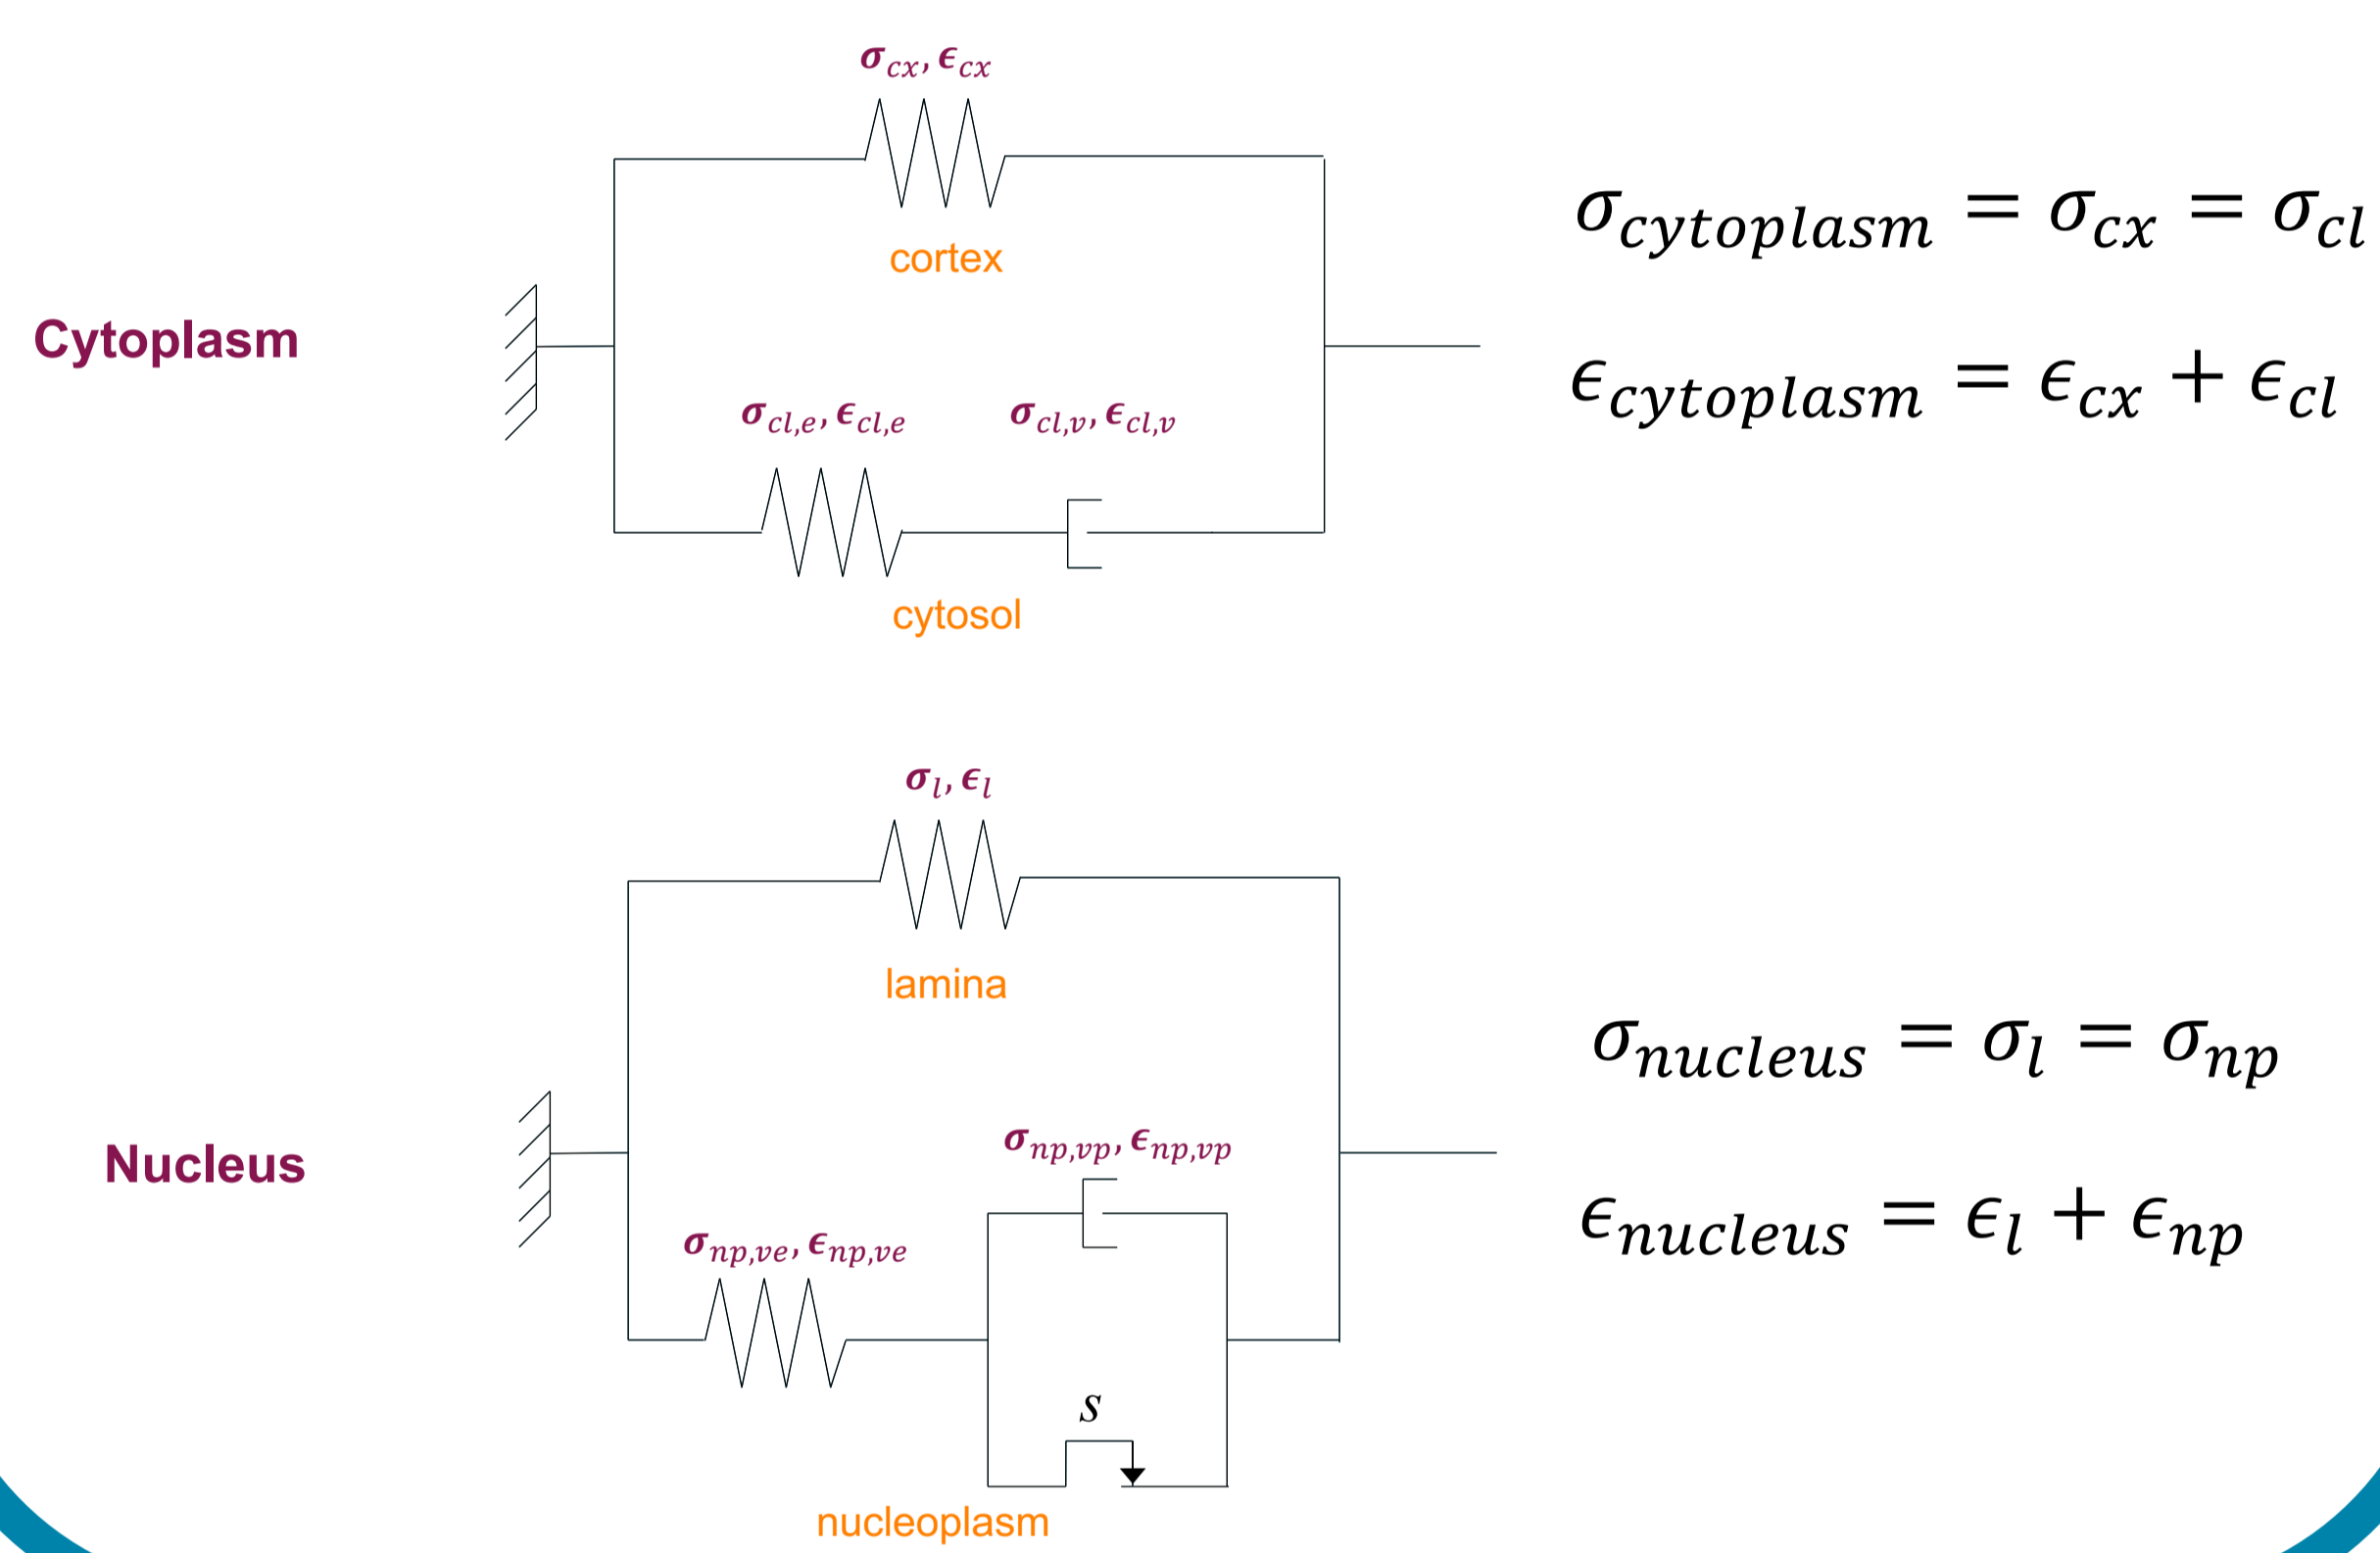 σ_cx, ϵ_cx
cortex
σ_cytoplasm = σ_cx = σ_cl
Cytoplasm
ϵ_cytoplasm = ϵ_cx + ϵ_cl
σ_cl,e, ϵ_cl,e
σ_cl,v, ϵ_cl,v
cytosol
σ_l, ϵ_l
lamina
σ_nucleus = σ_l = σ_np
Nucleus
σ_np,vp, ϵ_np,vp
ϵ_nucleus = ϵ_l + ϵ_np
σ_np,ve, ϵ_np,ve
s
nucleoplasm